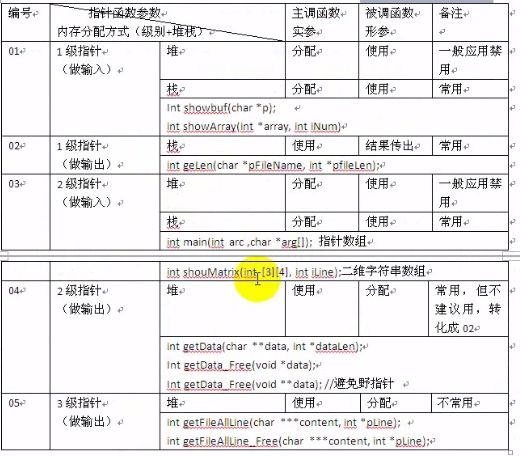 编号 指针函数参数 主调函数 被调函数 备注
内存分配方式（级别+堆栈） 实参 形参
01 1级指针 堆 分配 使用 一般应用禁
（做输入） 用
栈 分配 使用 常用
Int showbuf(char *p);
int showArray(int *array, int iNum)
02 1级指针 栈 使用 结果传出 常用
（做输出） int geLen(char *pFileName, int *pfileLen);
03 2级指针 堆 分配 使用 一般应用禁
（做输入） 用
栈 分配 使用 常用
int main(int arc ,char *arg[]); 指针数组
int shouMatrix(int [3][4], int iLine);二维字符串数组
04 2级指针 堆 使用 分配 常用，但不
（做输出） 建议用，转
化成 02
int getData(char **data, int *dataLen);
Int getData_Free(void *data);
Int getData_Free(void **data); //避免野指针
05 3级指针 堆 使用 分配 不常用
（做输出） int getFileAllLine(char ***content, int *pLine);
int getFileAllLine_Free(char ***content, int *pLine);